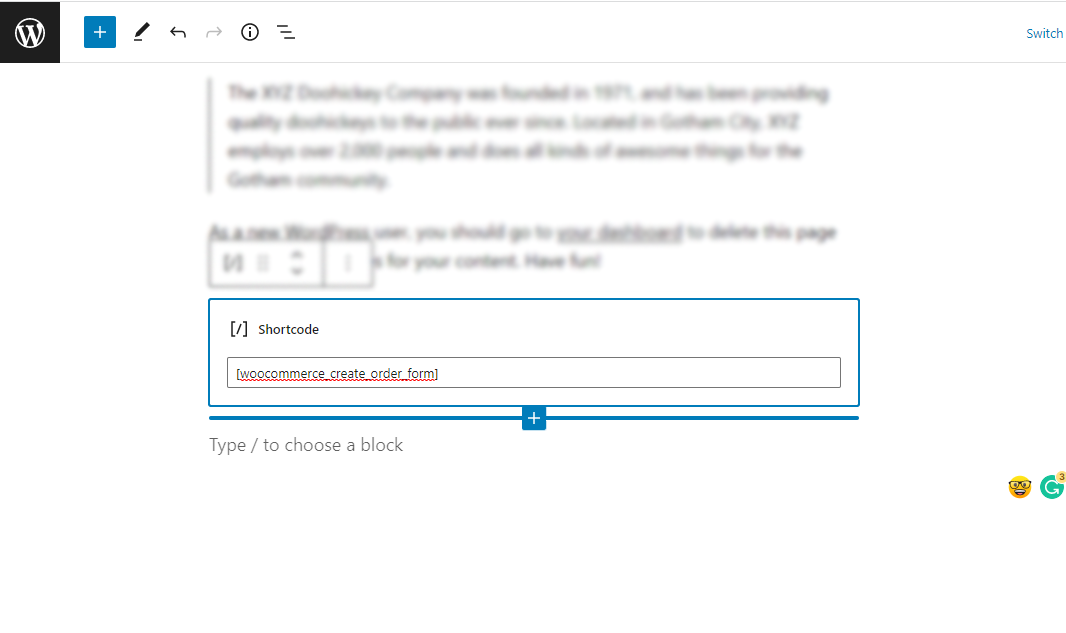 Switch
The XYZ Doohickey Company was founded in 1971, and has been providing
quality doohickeys to the public ever since. Located in Gotham City, XYZ
employs over 2,000 people and does all kinds of awesome things for the
Gotham community.
As a new WordPress user, you should go to your dashboard to delete this page
[/] s for your content. Have fun!
[/] Shortcode
[woocommerce_create_order_form]
Type / to choose a block
3